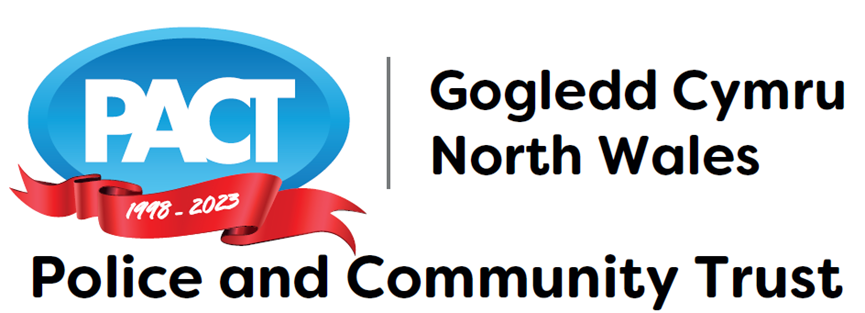 PACT
1998 - 2023
Gogledd Cymru
North Wales
Police and Community Trust